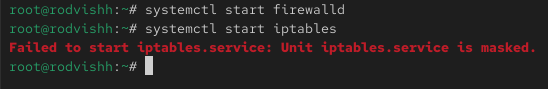 root@rodvishh:~# systemctl start firewalld
root@rodvishh:~# systemctl start iptables
Failed to start iptables.service: Unit iptables.service is masked.
root@rodvishh:~#